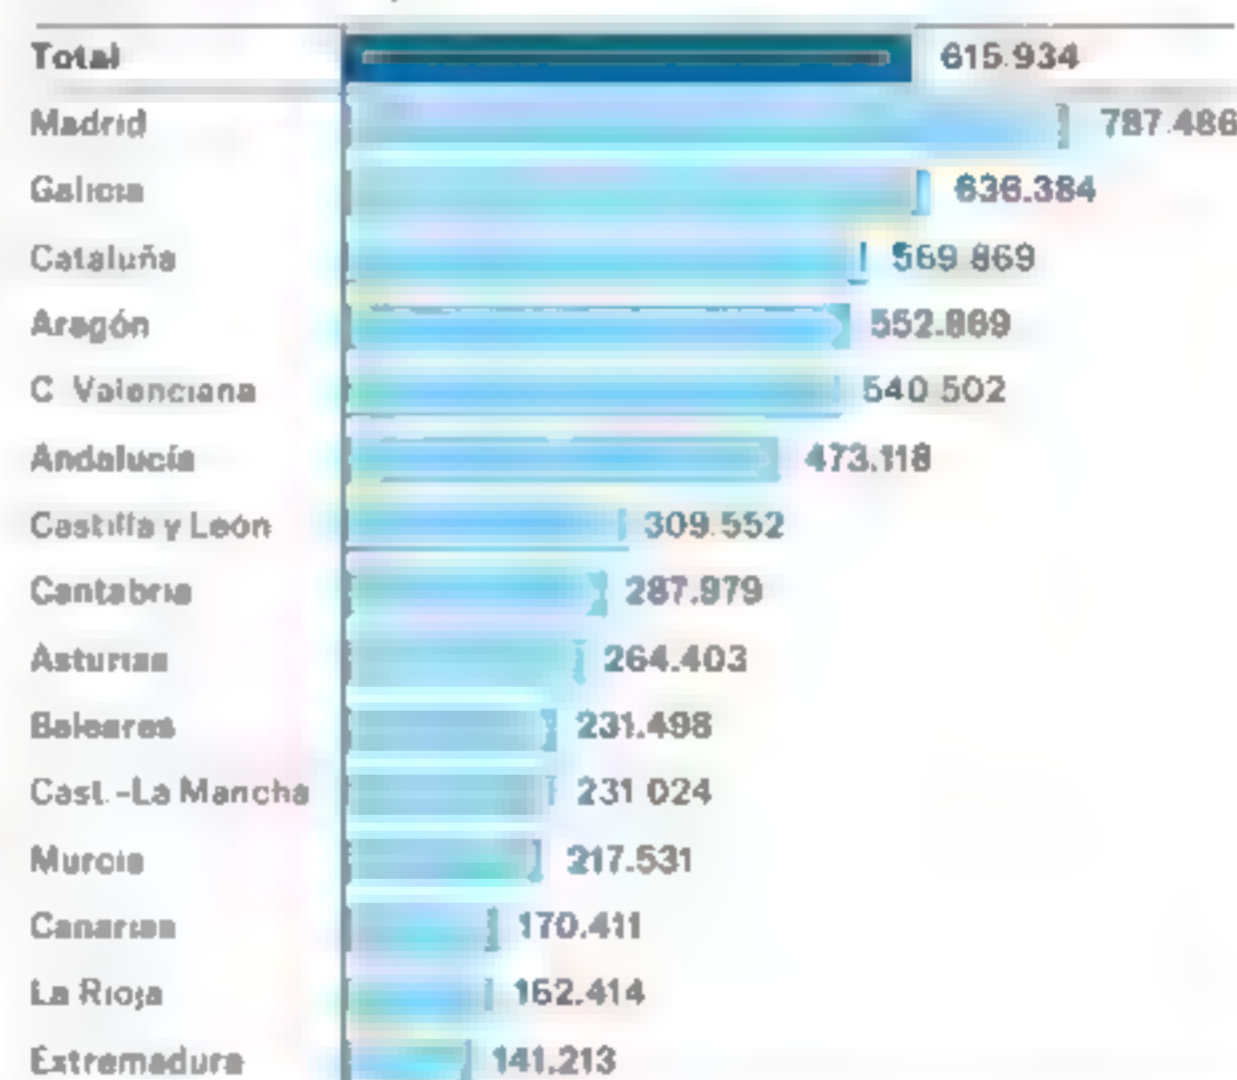 Total 615.934
Madrid 787.486
Galicia 636.384
Cataluña 569 869
Aragón 552.869
C Valenciana 540 502
Andalucía 473.118
Castilla y León 309.552
Cantabria 287.979
Asturias 264.403
Baleares 231.498
Cast.-La Mancha 231 024
Murcia 217.531
Canarias 170.411
La Rioja 162.414
Extremadura 141.213